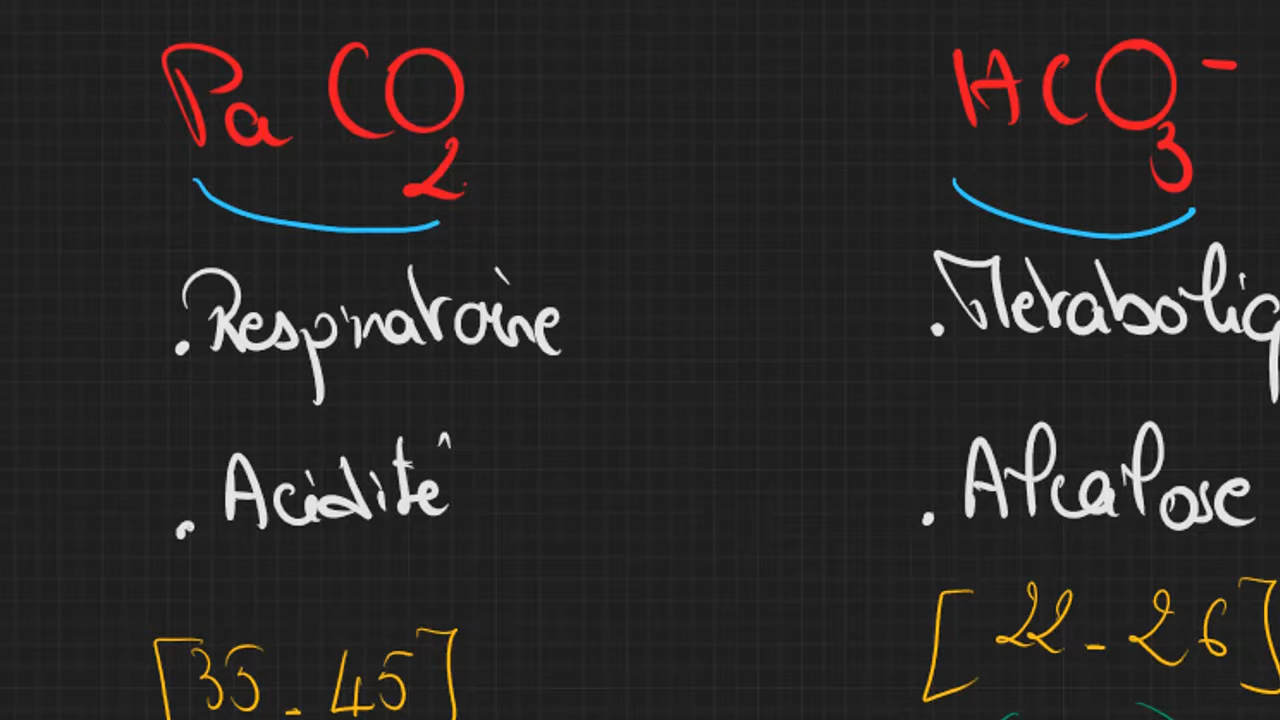 PaCO2 HCO3-
. Respiratoire . Métaboliq
. Acidité . Alcalose
[35 - 45] [22 - 26]